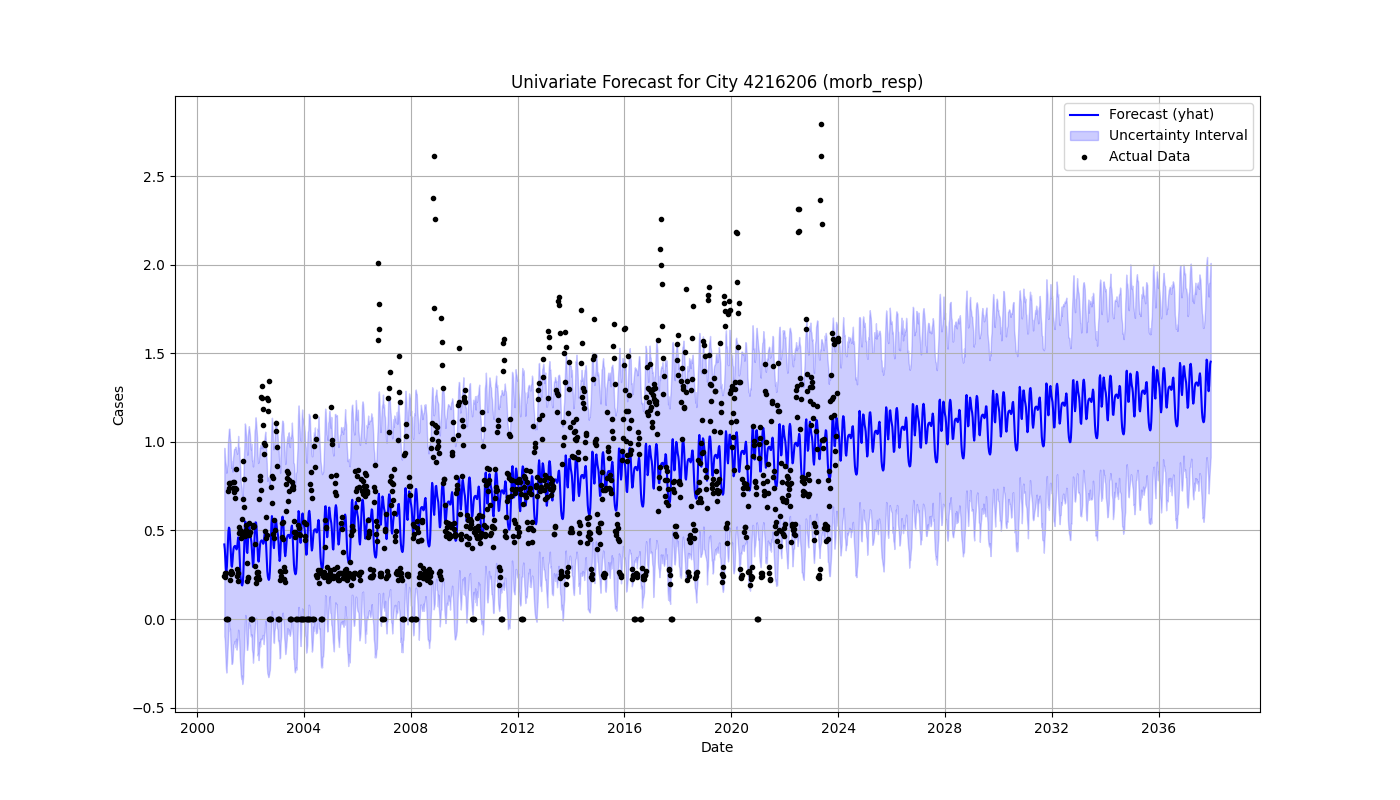 Univariate Forecast for City 4216206 (morb_resp)
Forecast (yhat)
Uncertainty Interval
Actual Data
Cases
2.5
2.0
1.5
1.0
0.5
0.0
−0.5
2000 2004 2008 2012 2016 2020 2024 2028 2032 2036
Date